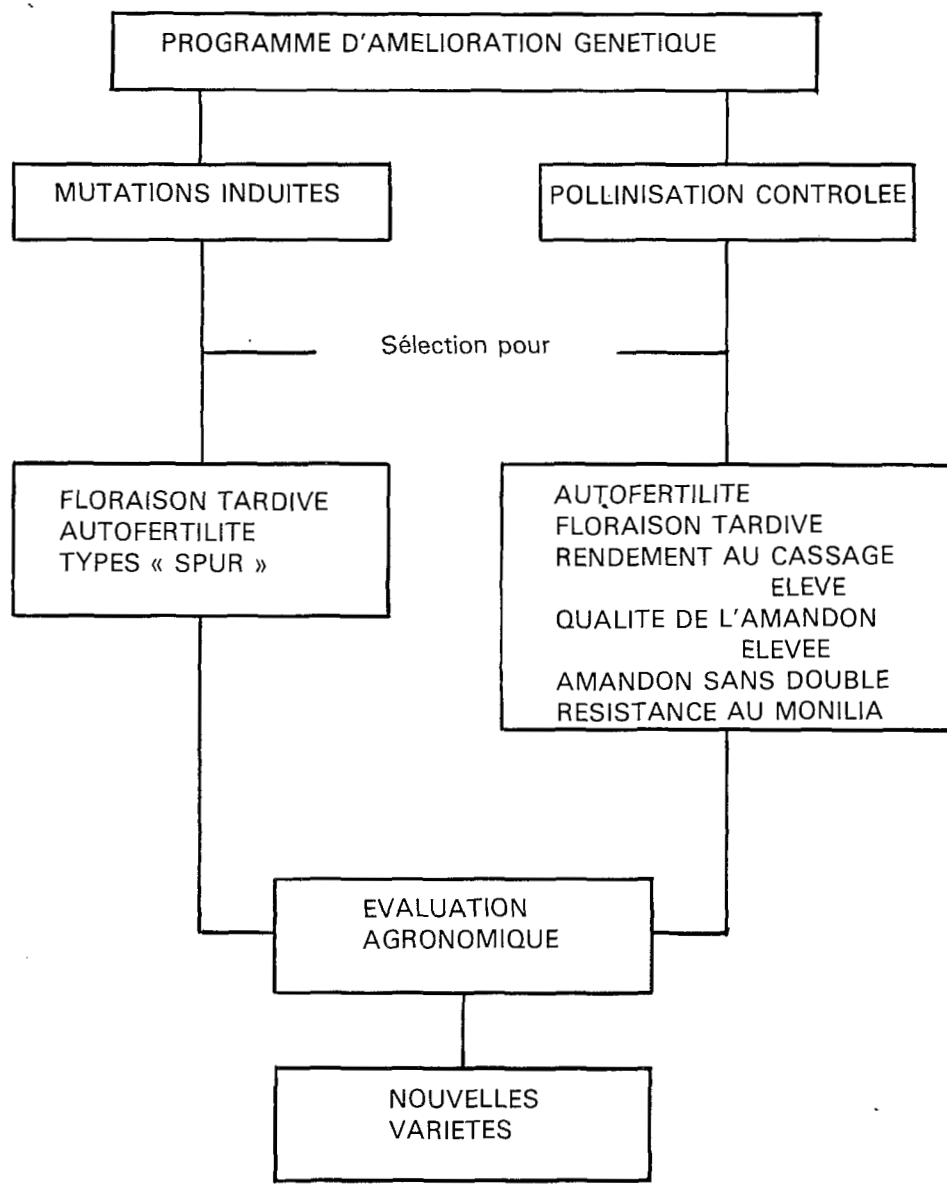 PROGRAMME D'AMELIORATION GENETIQUE
MUTATIONS INDUITES
POLLINISATION CONTROLEE
Sélection pour
FLORAISON TARDIVE
AUTOFERTILITE
TYPES « SPUR »
AUTOFERTILITE
FLORAISON TARDIVE
RENDEMENT AU CASSAGE
ELEVE
QUALITE DE L'AMANDON
ELEVEE
AMANDON SANS DOUBLE
RESISTANCE AU MONILIA
EVALUATION
AGRONOMIQUE
NOUVELLES
VARIETES